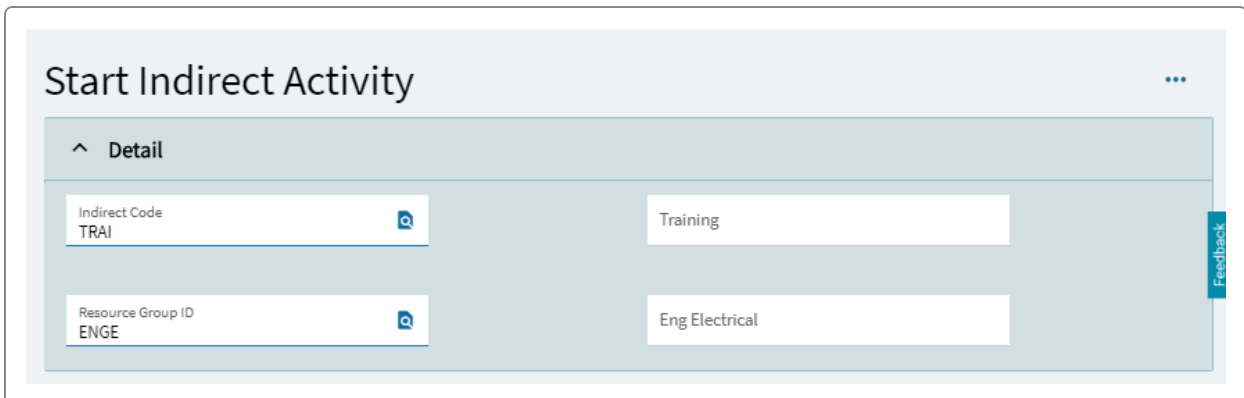 Start Indirect Activity
Detail
Indirect Code
TRAI
Training
Resource Group ID
ENGE
Eng Electrical
Feedback